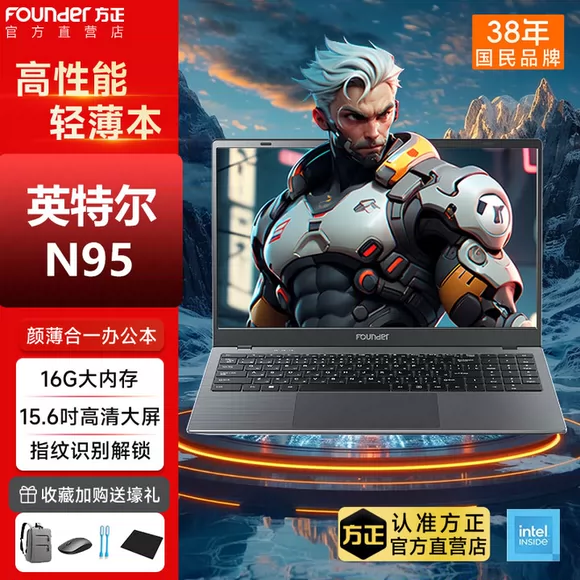 FOUNDER 方正
官方直营店
38年
国民品牌
高性能
轻薄本
英特尔
N95
FOUNDER
颜薄合一办公本
16G大内存
15.6吋高清大屏
指纹识别解锁
收藏加购送壕礼
方正
认准方正
官方直营店
intel
INSIDE